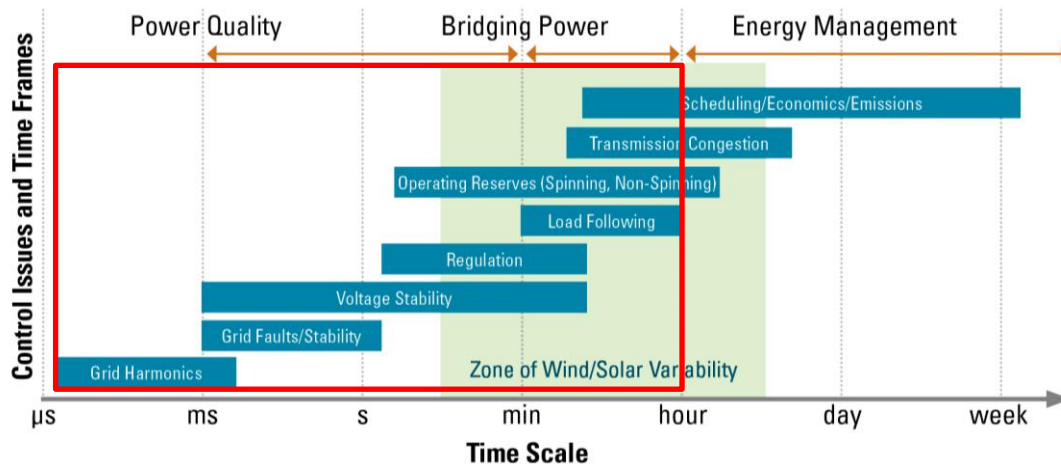 Power Quality
Bridging Power
Energy Management
Control Issues and Time Frames
Scheduling/Economics/Emissions
Transmission Congestion
Operating Reserves (Spinning, Non-Spinning)
Load Following
Regulation
Voltage Stability
Grid Faults/Stability
Grid Harmonics
Zone of Wind/Solar Variability
µs
ms
s
min
hour
day
week
Time Scale